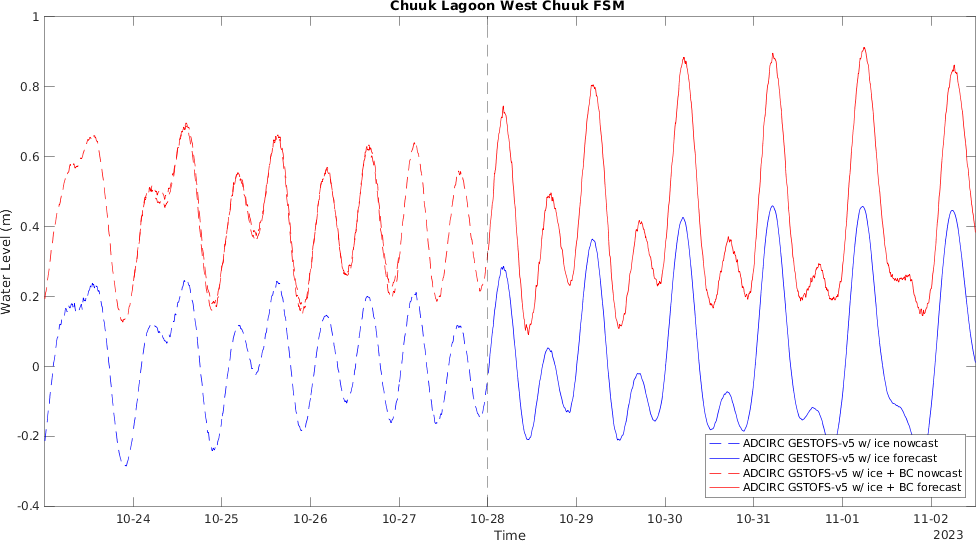 Chuuk Lagoon West Chuuk FSM
1
0.8
0.6
0.4
0.2
0
-0.2
-0.4
Water Level (m)
10-24 10-25 10-26 10-27 10-28 10-29 10-30 10-31 11-01 11-02
Time
2023
ADCIRC GESTOFS-v5 w/ ice nowcast
ADCIRC GESTOFS-v5 w/ ice forecast
ADCIRC GSTOFS-v5 w/ ice + BC nowcast
ADCIRC GSTOFS-v5 w/ ice + BC forecast